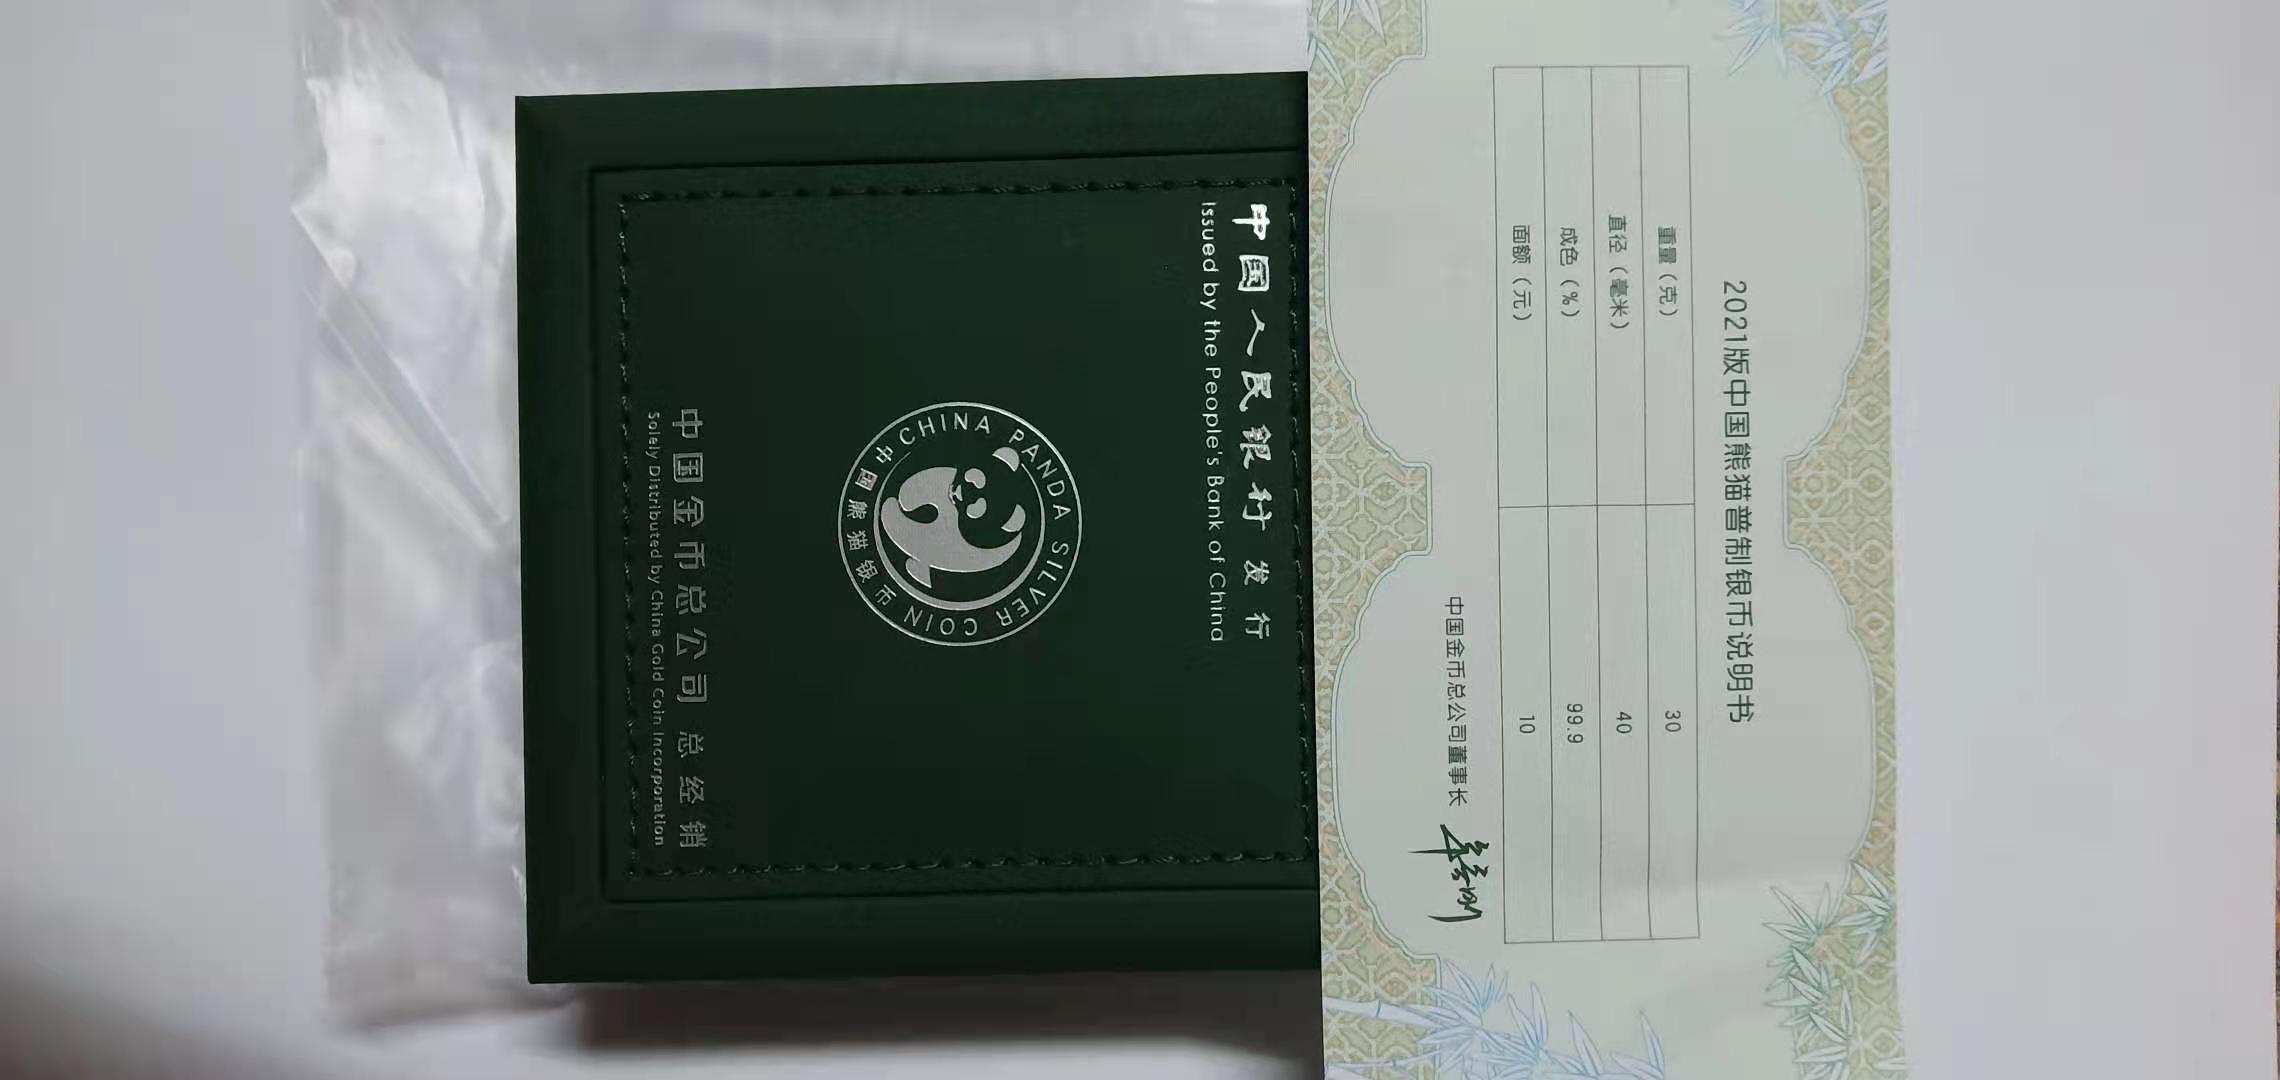 2021版中国熊猫普制银币说明书
重量（克） 30
直径（毫米） 40
成色（%） 99.9
面额（元） 10
中国金币总公司董事长
中国人民银行 发行
Issued by the People's Bank of China
CHINA PANDA SILVER COIN
中国熊猫银币
中国金币总公司 总经销
Solely Distributed by China Gold Coin Incorporation